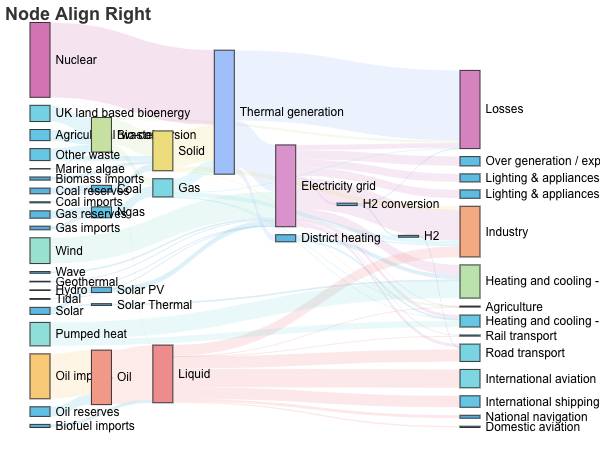 Node Align Right
Nuclear
UK land based bioenergy
Agricul
Bio-conversion
Other waste
Marine algae
Biomass imports
Coal reserves
Coal
Coal imports
Gas reserves
Ngas
Gas imports
Wind
Wave
Geothermal
Hydro
Tidal
Solar
Solar PV
Solar Thermal
Pumped heat
Oil imp
Oil
Oil reserves
Biofuel imports
Solid
Gas
Liquid
Thermal generation
Electricity grid
District heating
H2 conversion
H2
Losses
Over generation / exp
Lighting & appliances
Lighting & appliances
Industry
Heating and cooling -
Agriculture
Heating and cooling -
Rail transport
Road transport
International aviation
International shipping
National navigation
Domestic aviation